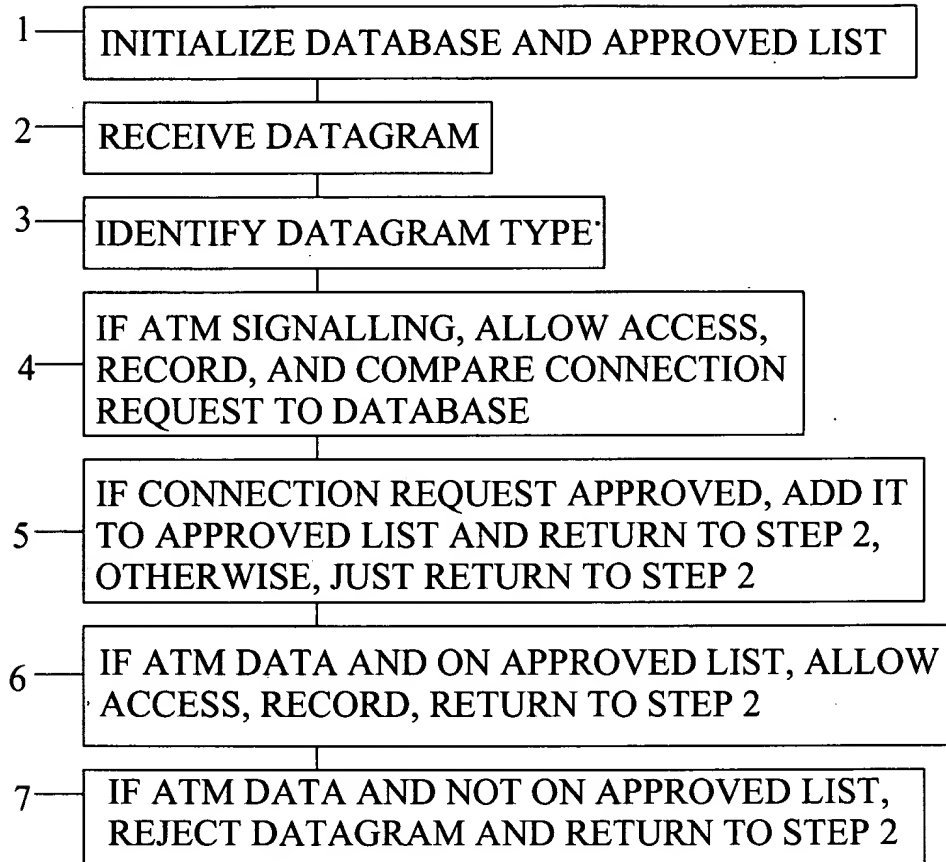 1 INITIALIZE DATABASE AND APPROVED LIST
2 RECEIVE DATAGRAM
3 IDENTIFY DATAGRAM TYPE
IF ATM SIGNALLING, ALLOW ACCESS,
4 RECORD, AND COMPARE CONNECTION
REQUEST TO DATABASE
IF CONNECTION REQUEST APPROVED, ADD IT
5 TO APPROVED LIST AND RETURN TO STEP 2,
OTHERWISE, JUST RETURN TO STEP 2
6 IF ATM DATA AND ON APPROVED LIST, ALLOW
ACCESS, RECORD, RETURN TO STEP 2
7 IF ATM DATA AND NOT ON APPROVED LIST,
REJECT DATAGRAM AND RETURN TO STEP 2